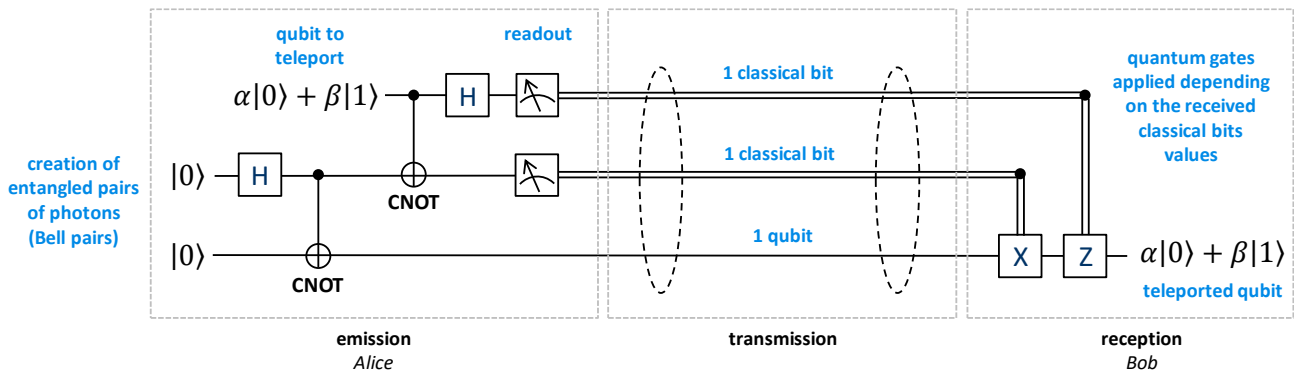 qubit to
teleport
readout
α|0⟩ + β|1⟩
H
1 classical bit
quantum gates
applied depending
on the received
classical bits
values
creation of
entangled pairs
of photons
(Bell pairs)
|0⟩
H
CNOT
1 classical bit
|0⟩
CNOT
1 qubit
X
Z
α|0⟩ + β|1⟩
teleported qubit
emission
Alice
transmission
reception
Bob